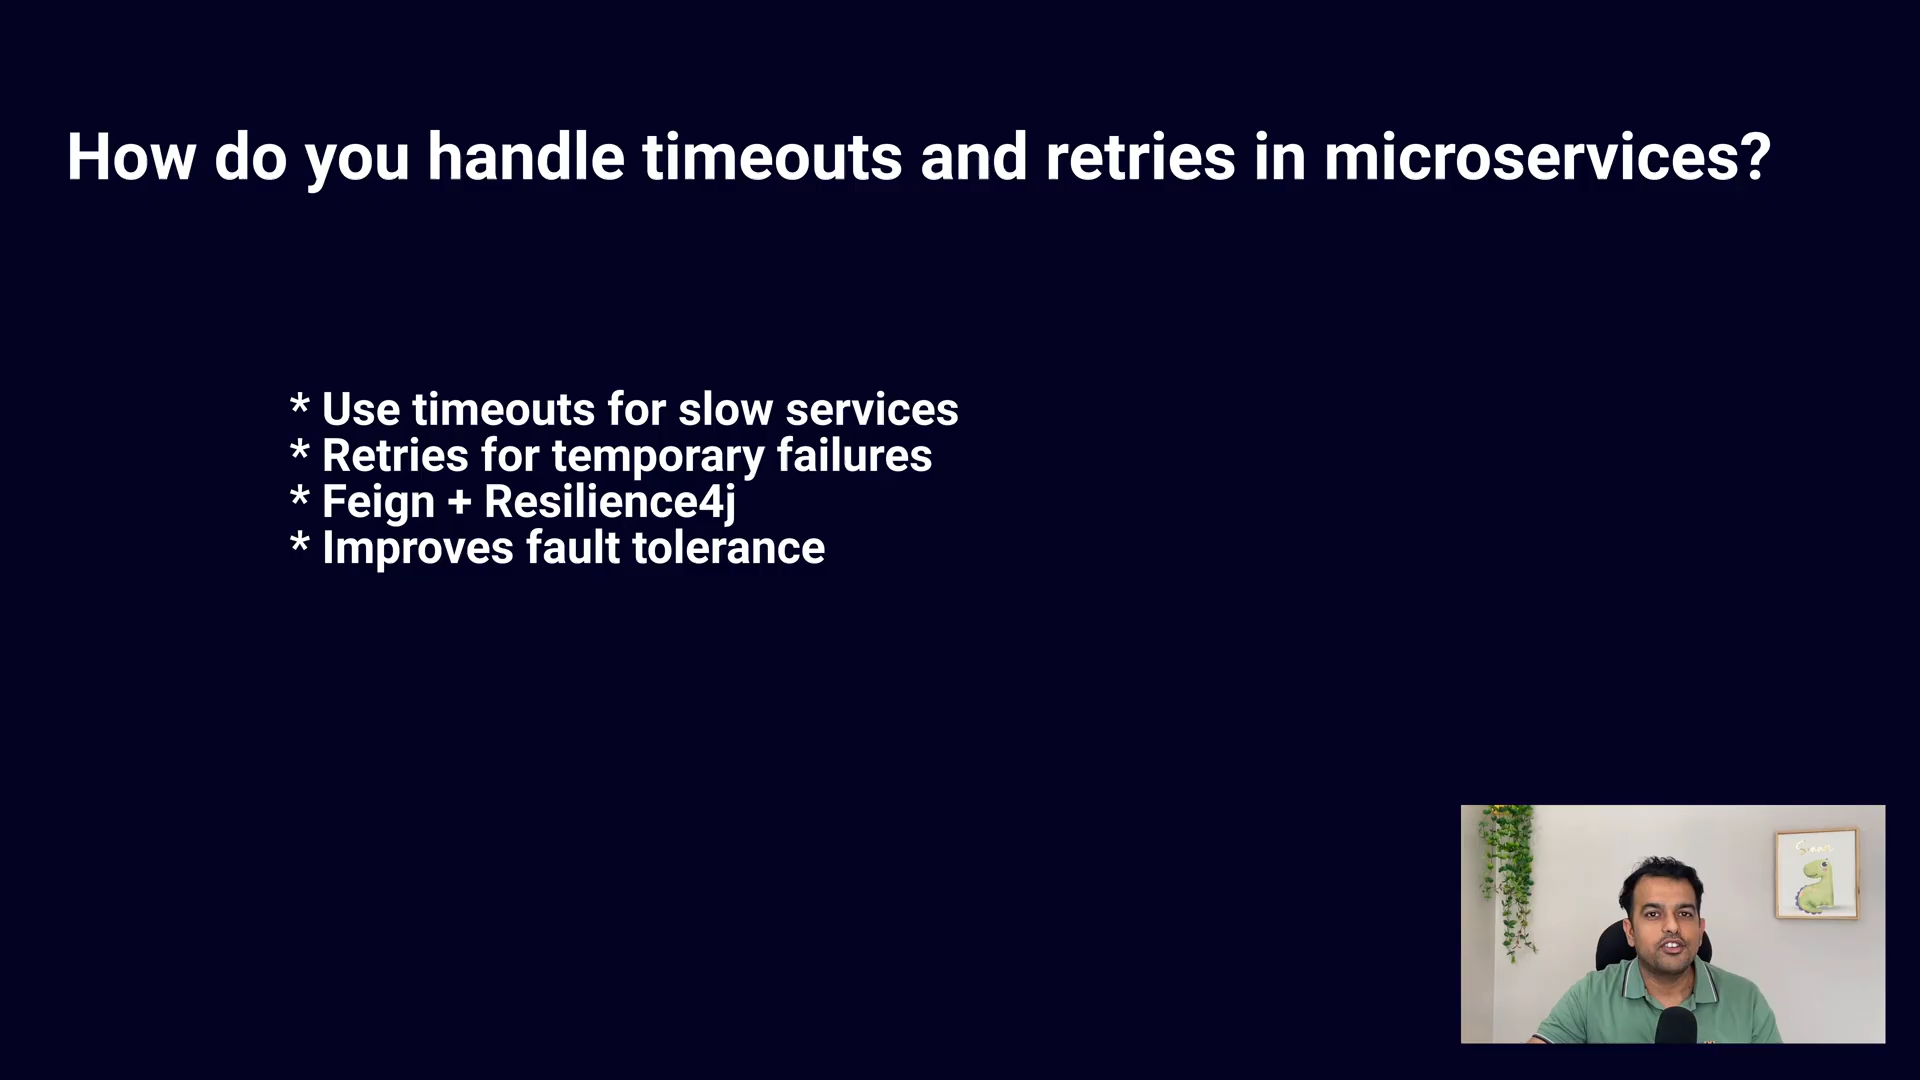 How do you handle timeouts and retries in microservices?
* Use timeouts for slow services
* Retries for temporary failures
* Feign + Resilience4j
* Improves fault tolerance